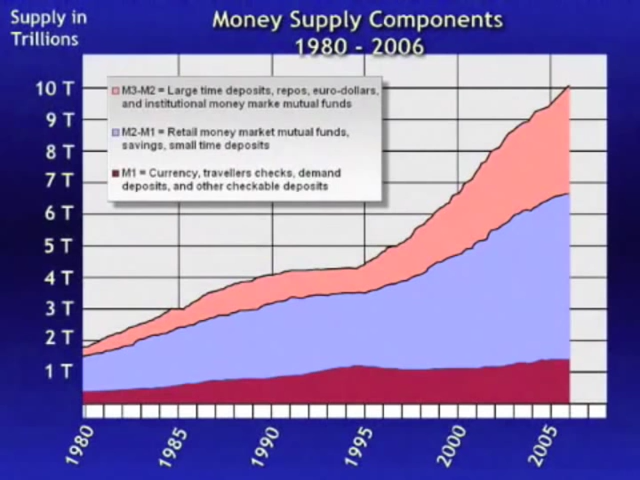 Supply in
Trillions
Money Supply Components
1980 - 2006
10 T
9 T
8 T
7 T
6 T
5 T
4 T
3 T
2 T
1 T
M3-M2 = Large time deposits, repos, euro-dollars,
and institutional money marke mutual funds
M2-M1 = Retail money market mutual funds,
savings, small time deposits
M1 = Currency, travellers checks, demand
deposits, and other checkable deposits
1980
1985
1990
1995
2000
2005